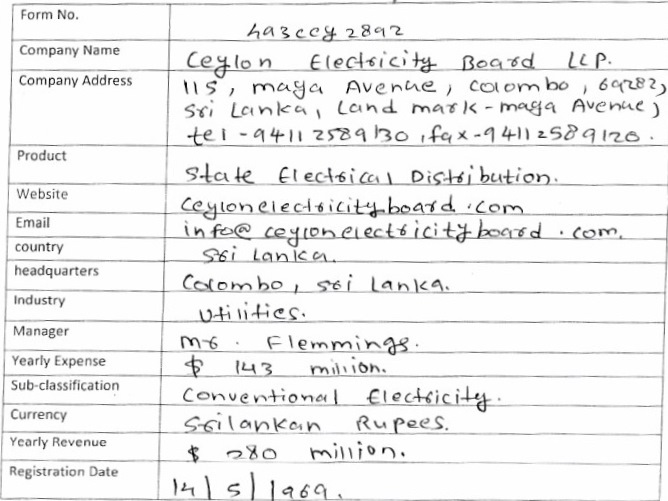 Form No. 4a3ccy2892
Company Name Ceylon Electricity Board LLP.
Company Address 115, maya Avenue, Colombo, 69282,
Sri Lanka, Land mark - maya Avenue,
tel - 94112589130, fax - 94112589120.
Product State Electrical Distribution.
Website ceylonelectricityboard.com
Email info@ceylonelectricityboard.com.
country Sri Lanka.
headquarters Colombo, Sri Lanka.
Industry Utilities.
Manager Mr. Flemmings.
Yearly Expense $ 143 million.
Sub-classification Conventional Electricity.
Currency Srilankan Rupees.
Yearly Revenue $ 280 million.
Registration Date 14/5/1969.